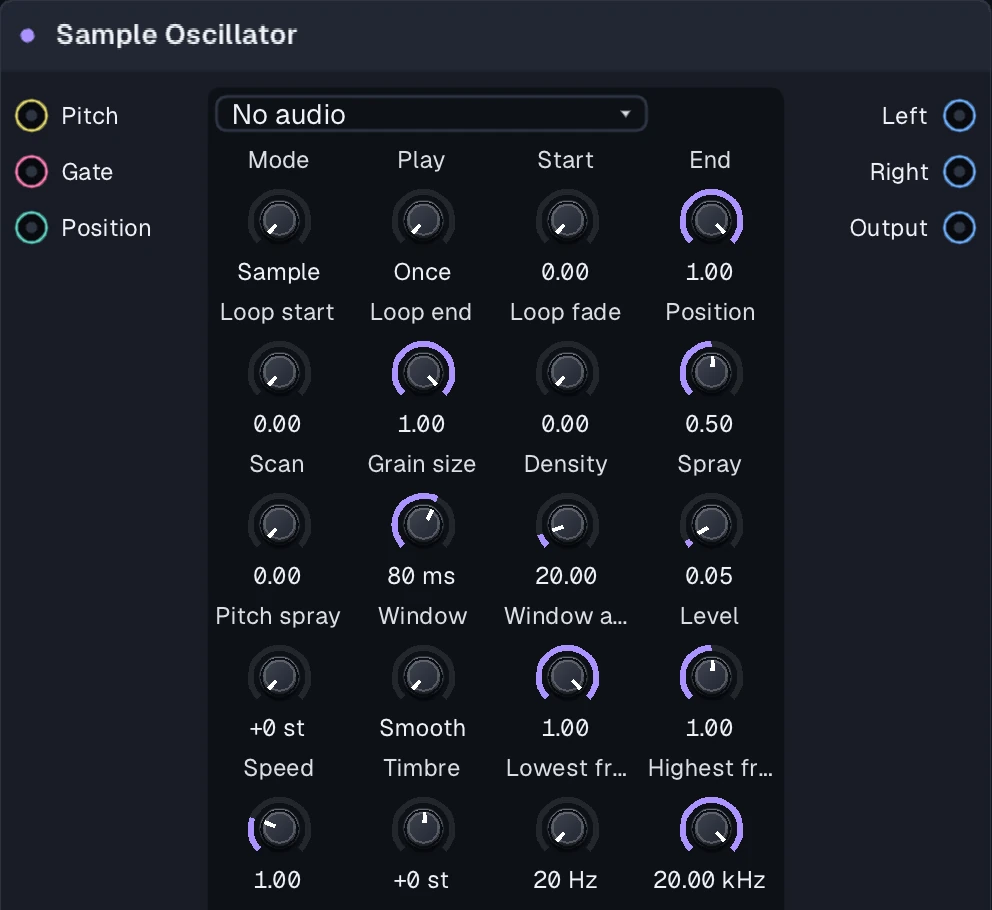 Sample Oscillator
Pitch
Gate
Position
No audio
Mode Play Start End
Sample Once 0.00 1.00
Loop start Loop end Loop fade Position
0.00 1.00 0.00 0.50
Scan Grain size Density Spray
0.00 80 ms 20.00 0.05
Pitch spray Window Window a... Level
+0 st Smooth 1.00 1.00
Speed Timbre Lowest fr... Highest fr...
1.00 +0 st 20 Hz 20.00 kHz
Left
Right
Output